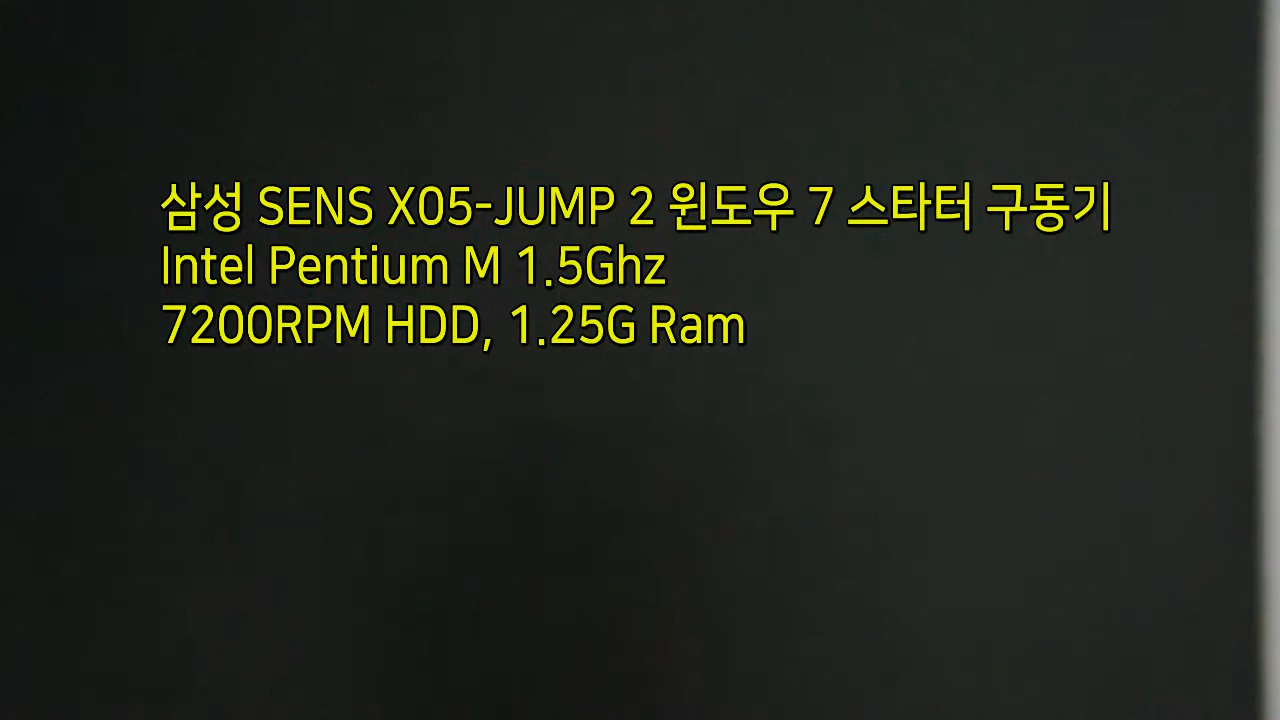 삼성 SENS X05-JUMP 2 윈도우 7 스타터 구동기
Intel Pentium M 1.5Ghz
7200RPM HDD, 1.25G Ram